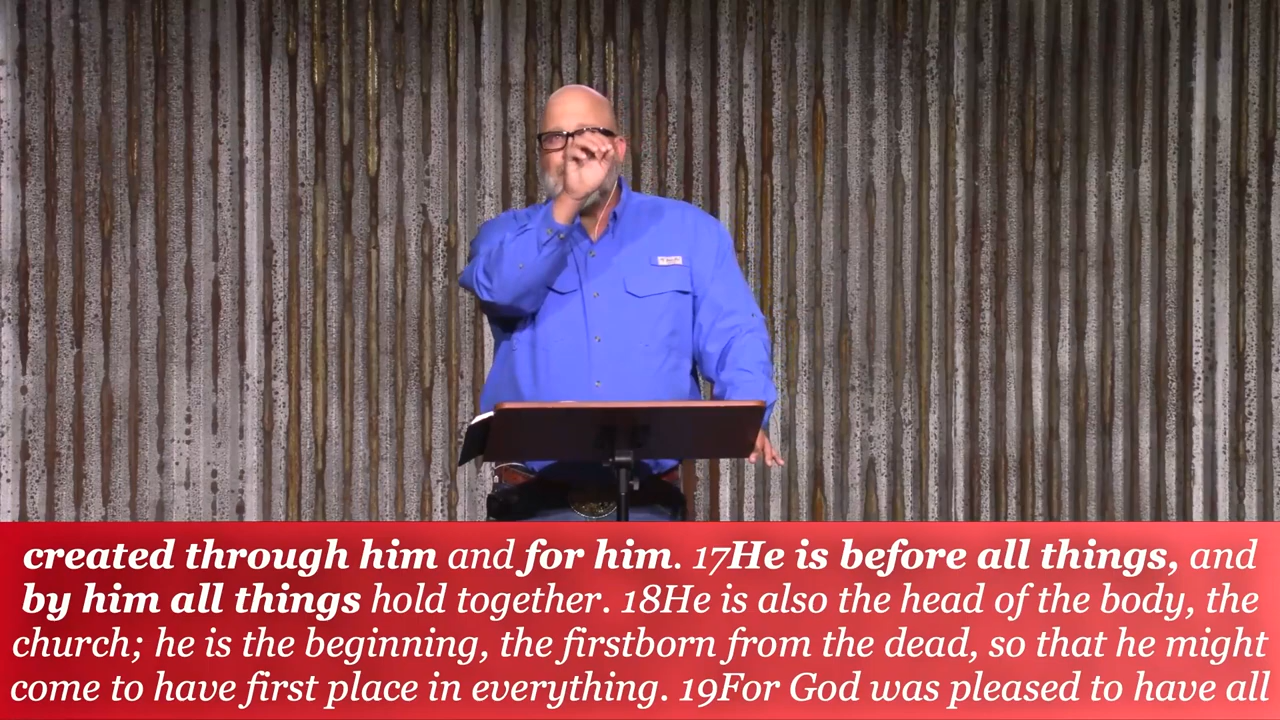 created through him and for him. 17He is before all things, and
by him all things hold together. 18He is also the head of the body, the
church; he is the beginning, the firstborn from the dead, so that he might
come to have first place in everything. 19For God was pleased to have all